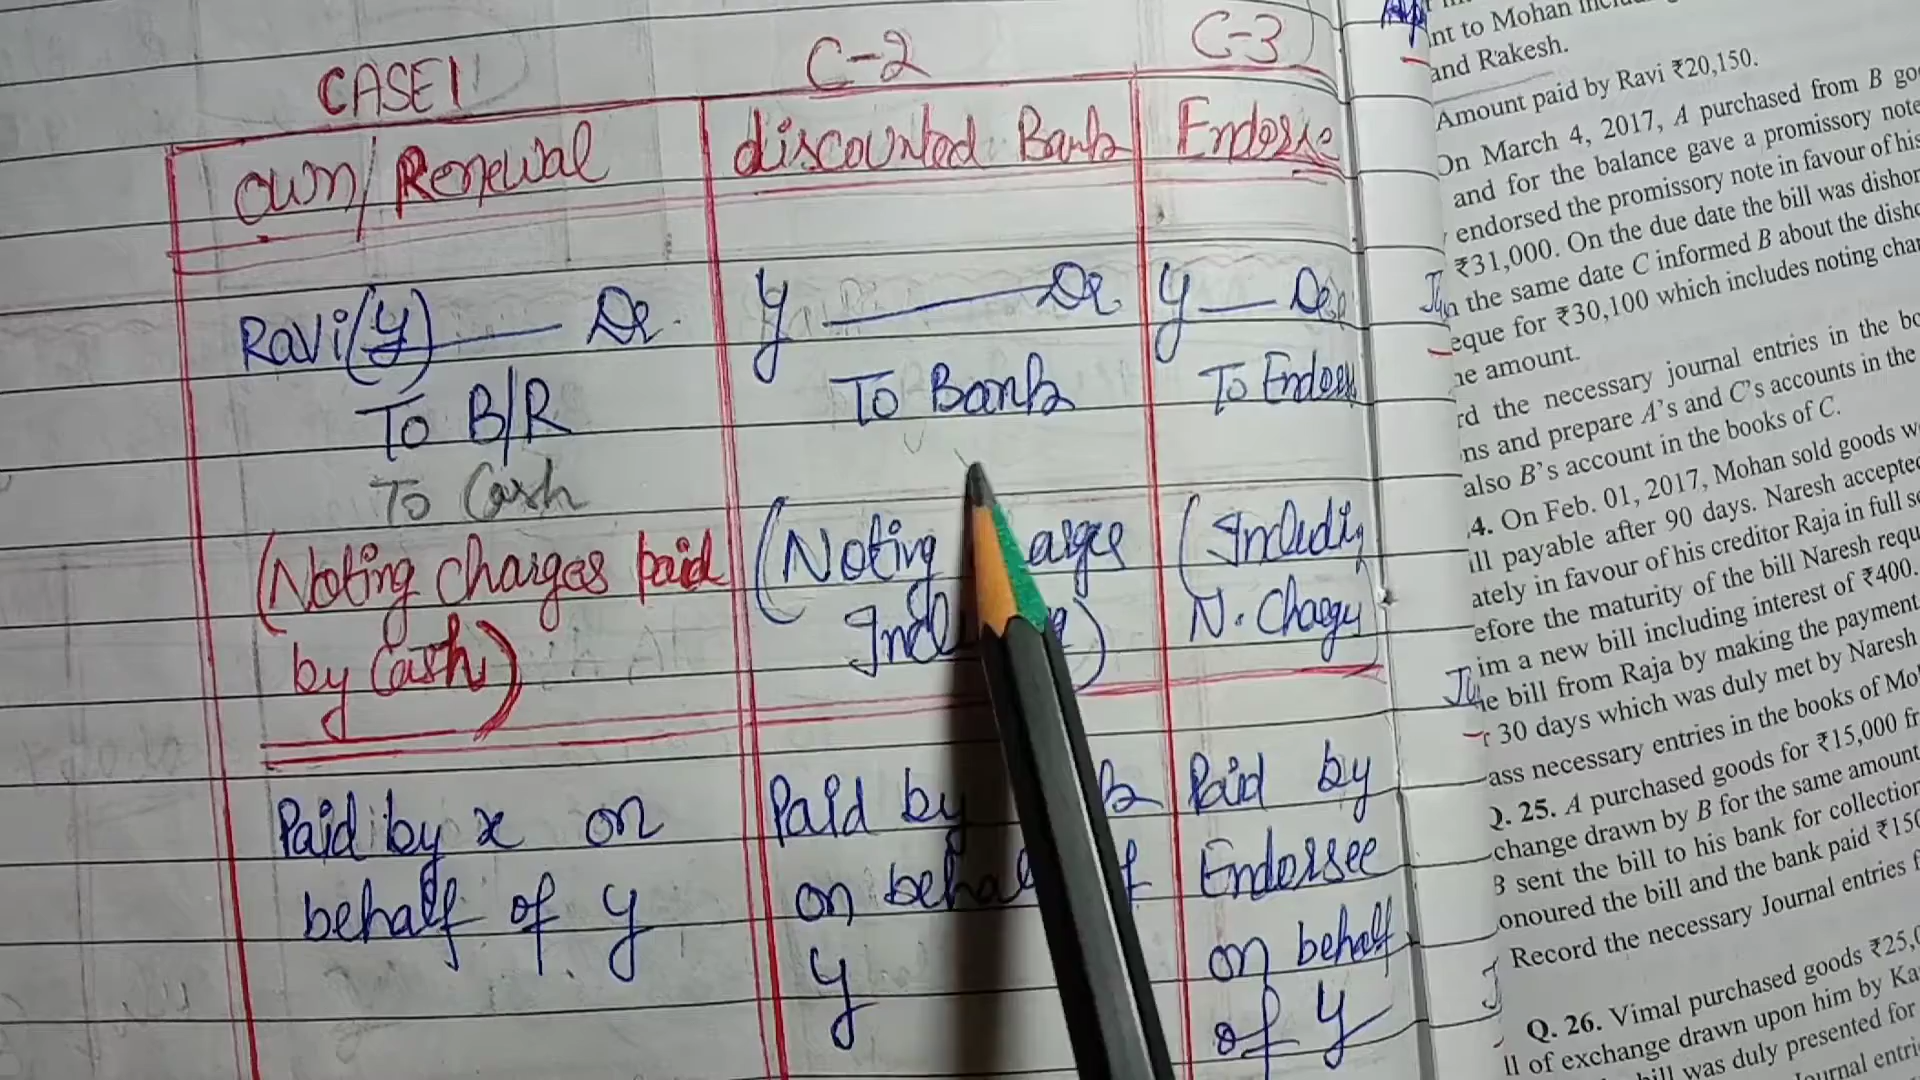 CASE 1
C-2
C-3
own/Renewal
discounted Bank
Endorse
Ravi(y) — Dr.
To B/R
To Cash
(Noting charges paid
by Cash)
Paid by x on
behalf of y
y — Dr
To Bank
(Noting
Paid by
on
y
y — Dr
To Endors
N. Chargy
Paid by
Endorsee
on behalf
of y
nt to Mohan
and Rakesh.
Amount paid by Ravi ₹20,150.
On March 4, 2017, A purchased from B
and for the balance gave a promissory note
endorsed the promissory note in favour of his
₹31,000. On the due date the bill was
the same date C informed B about the
eque for ₹30,100 which includes noting
amount.
rd the necessary journal entries in the
ns and prepare A's and C's accounts in the
also B's account in the books of C.
4. On Feb. 01, 2017, Mohan sold goods
ill payable after 90 days. Naresh accepted
ately in favour of his creditor Raja in full
efore the maturity of the bill Naresh
im a new bill including interest of ₹400.
bill from Raja by making the payment
30 days which was duly met by Naresh
ass necessary entries in the books of
Q. 25. A purchased goods for ₹15,000
change drawn by B for the same amount
B sent the bill to his bank for collection
onoured the bill and the bank paid
Record the necessary Journal entries
Q. 26. Vimal purchased goods
ll of exchange drawn upon him by
bill was duly presented for